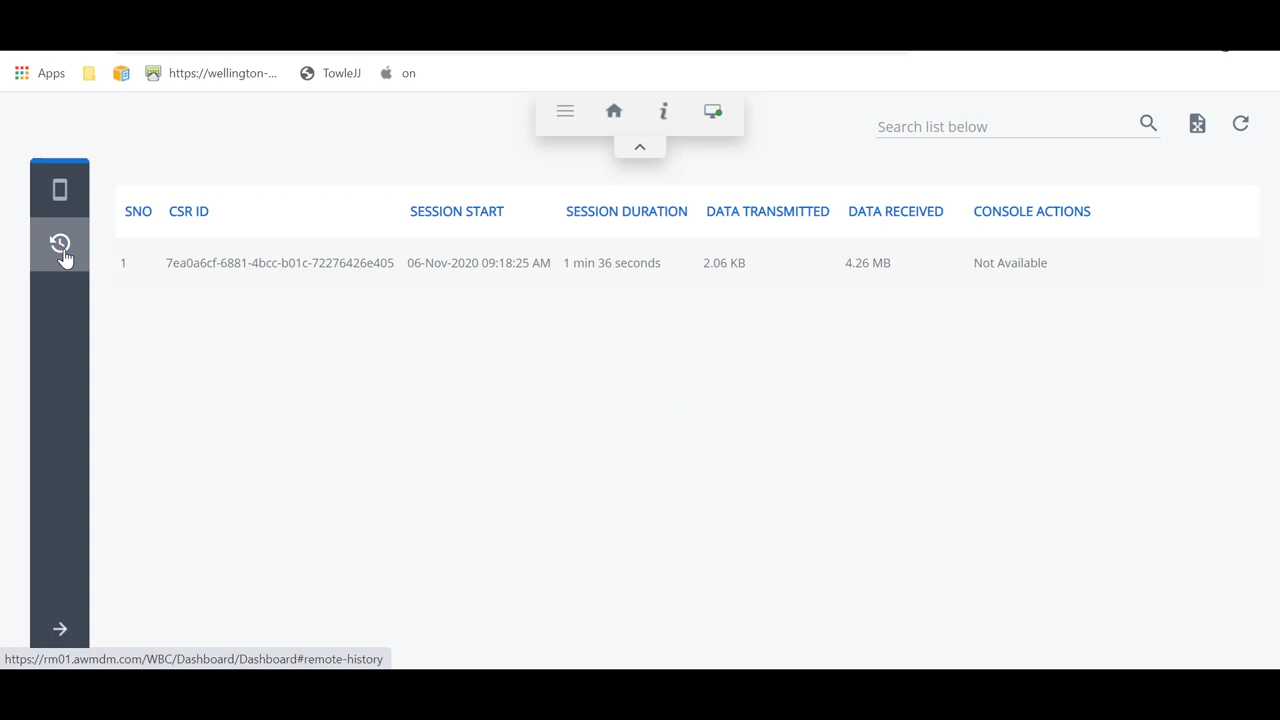 Apps https://wellington-... TowleJJ on
Search list below
SNO CSR ID SESSION START SESSION DURATION DATA TRANSMITTED DATA RECEIVED CONSOLE ACTIONS
1 7ea0a6cf-6881-4bcc-b01c-72276426e405 06-Nov-2020 09:18:25 AM 1 min 36 seconds 2.06 KB 4.26 MB Not Available
https://rm01.awmdm.com/WBC/Dashboard/Dashboard#remote-history